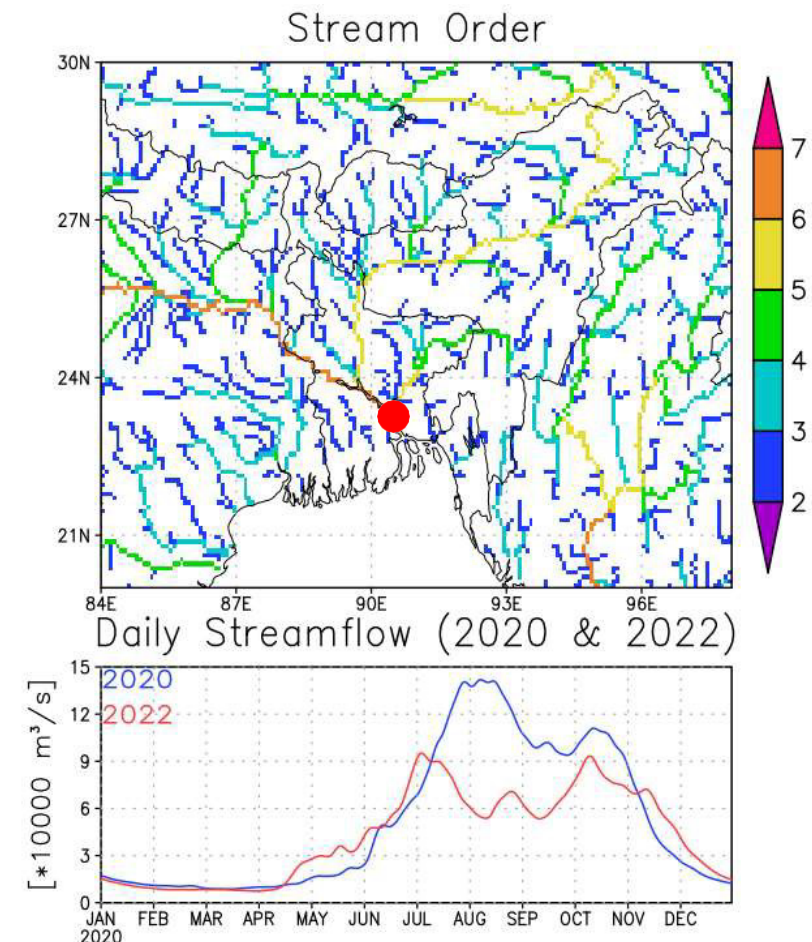 Stream Order
30N
27N
24N
21N
84E 87E 90E 93E 96E
7
6
5
4
3
2
Daily Streamflow (2020 & 2022)
[*10000 m³/s]
15
12
9
6
3
0
2020
2022
JAN FEB MAR APR MAY JUN JUL AUG SEP OCT NOV DEC
2020